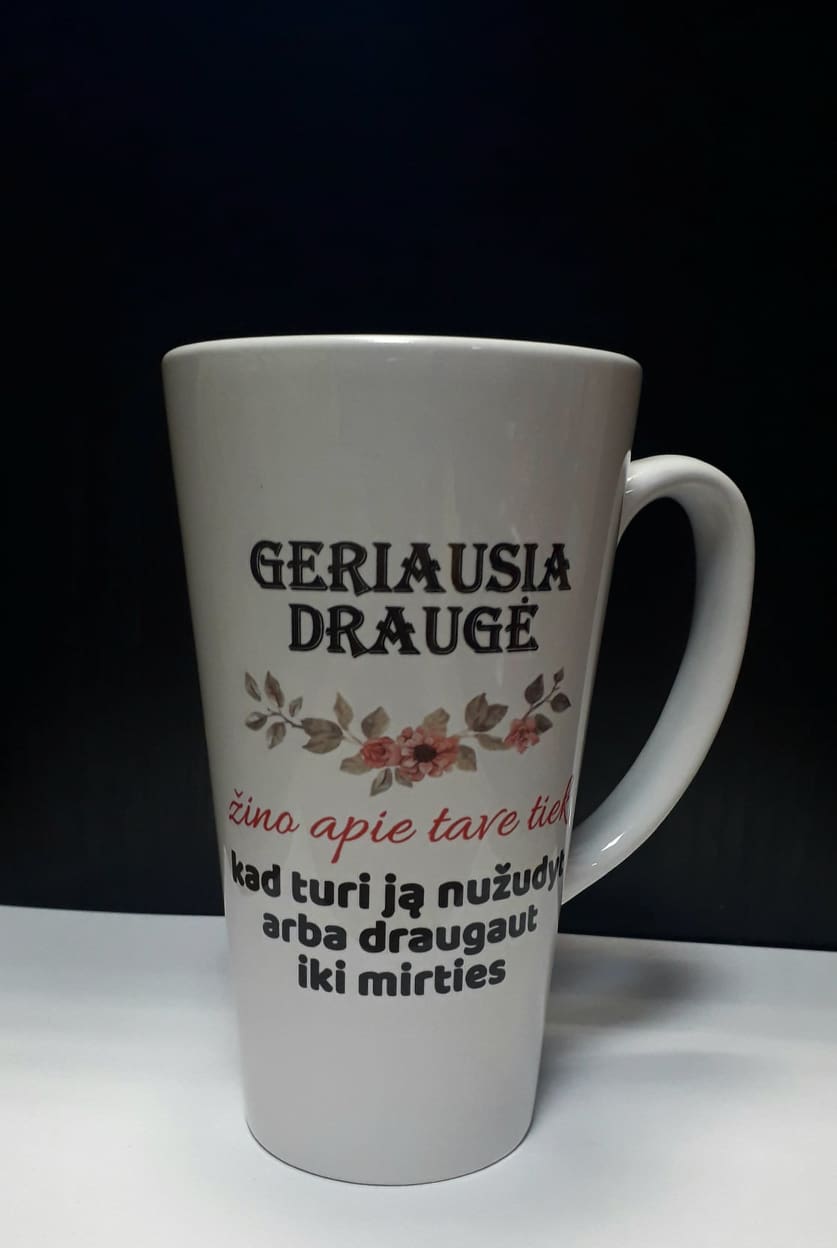 GERIAUSIA
DRAUGĖ
žino apie tave tiek
kad turi ją nužudyt
arba draugaut
iki mirties